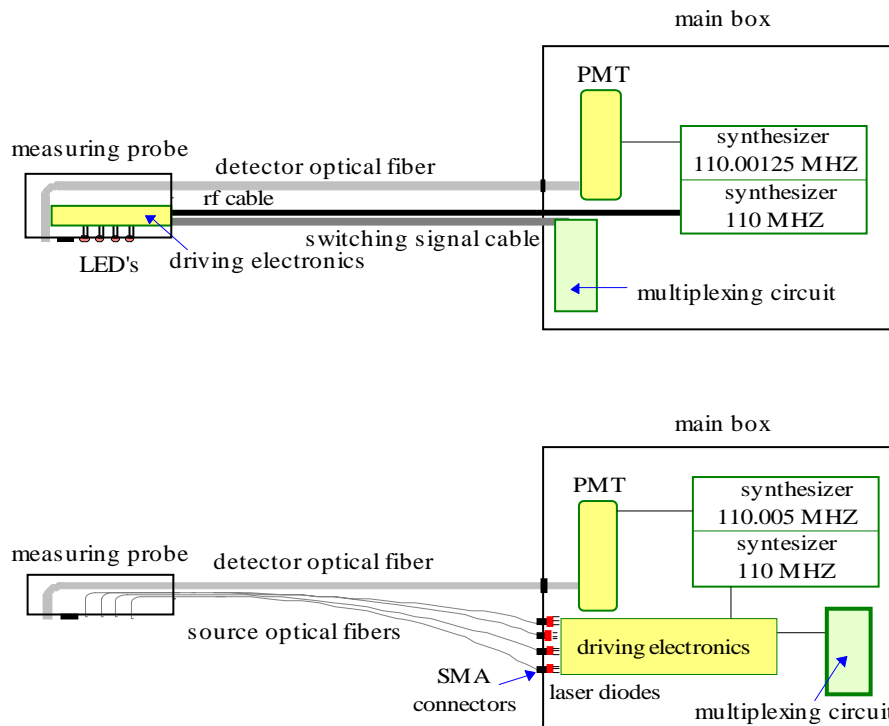 main box
PMT
synthesizer
110.00125 MHZ
synthesizer
110 MHZ
measuring probe
detector optical fiber
rf cable
switching signal cable
LED's
driving electronics
multiplexing circuit
main box
PMT
synthesizer
110.005 MHZ
syntesizer
110 MHZ
measuring probe
detector optical fiber
source optical fibers
driving electronics
SMA
connectors
laser diodes
multiplexing circuit